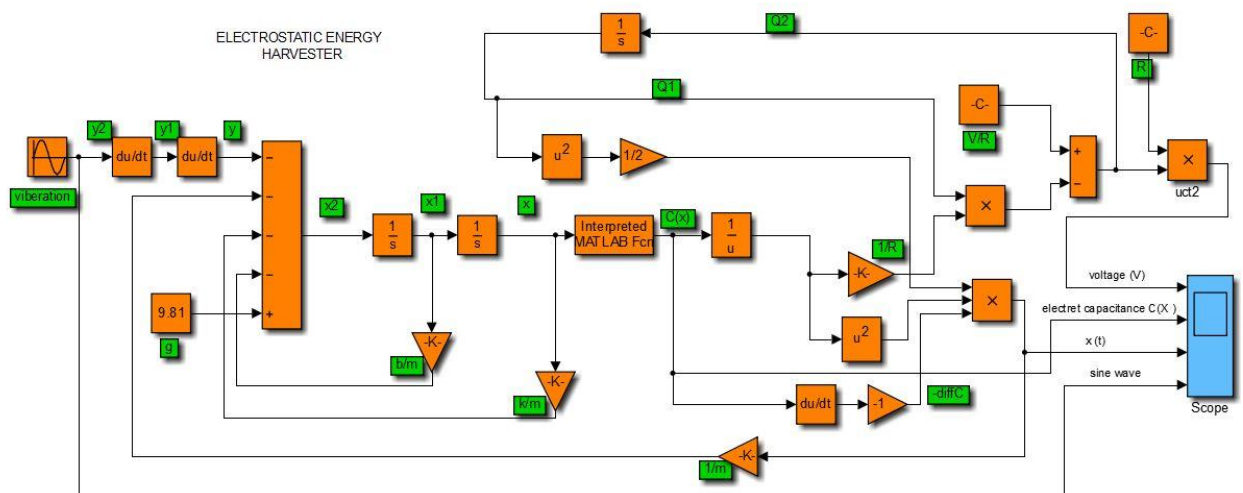 ELECTROSTATIC ENERGY
HARVESTER
1
s
Q2
-C-
R
Q1
-C-
V/R
y2
y1
y
du/dt
du/dt
viberation
u²
1/2
+
−
×
uct2
×
−
−
−
−
+
x2
1
s
x1
1
s
x
Interpreted
MATLAB Fcn
C(x)
1
u
1/R
-K-
×
9.81
g
u²
voltage (V)
electret capacitance C(X )
x (t)
sine wave
Scope
-K-
b/m
-K-
k/m
du/dt
-1
-diffC
-K-
1/m